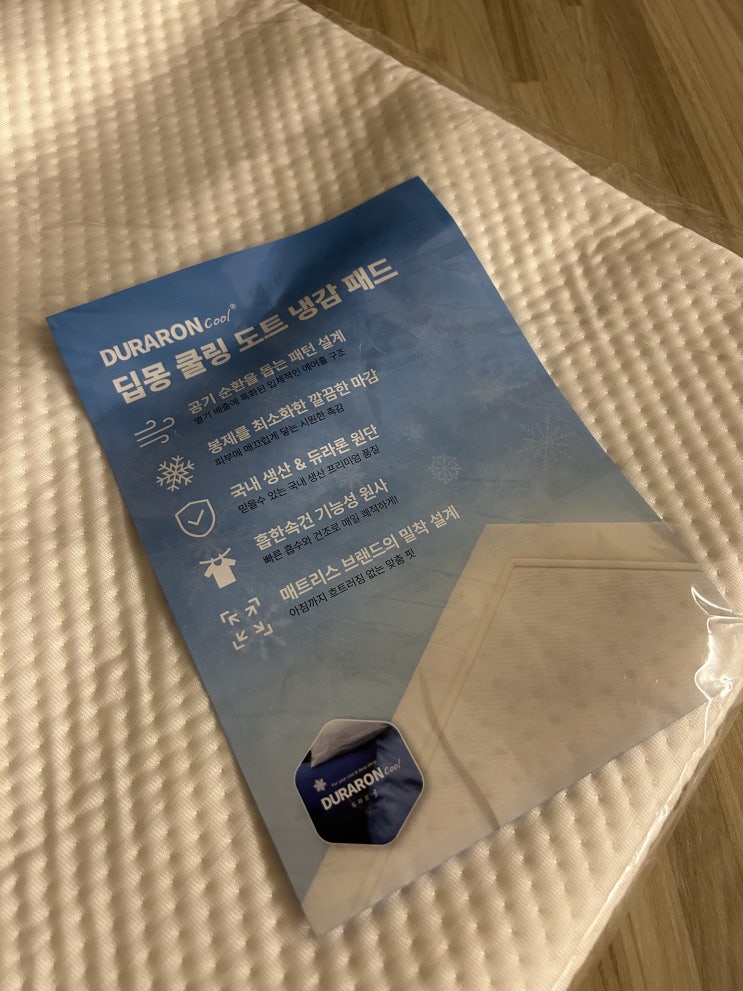 DURARON Cool®
딥몽 쿨링 도트 냉감 패드
공기 순환을 돕는 패턴 설계
열기 배출에 특화된 입체적인 에어홀 구조
봉제를 최소화한 깔끔한 마감
피부에 매끄럽게 닿는 시원한 촉감
국내 생산 & 듀라론 원단
믿을수 있는 국내 생산 프리미엄 품질
흡한속건 기능성 원사
빠른 흡수와 건조로 매일 쾌적하게!
매트리스 브랜드의 밀착 설계
아침까지 흐트러짐 없는 맞춤 핏
DURARON Cool